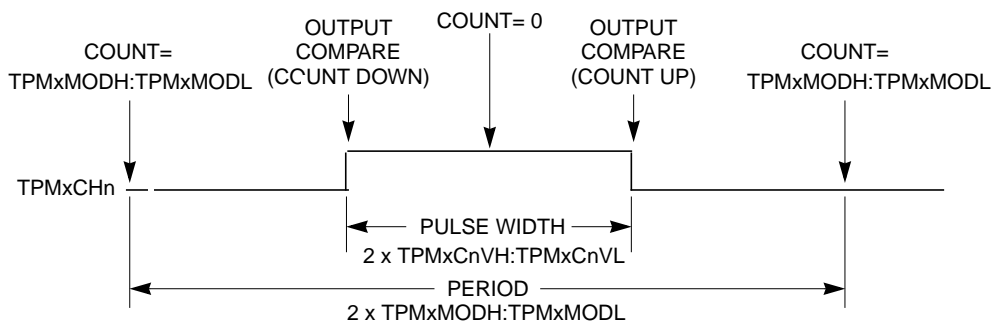 COUNT=
TPMxMODH:TPMxMODL
OUTPUT
COMPARE
(COUNT DOWN)
COUNT= 0
OUTPUT
COMPARE
(COUNT UP)
COUNT=
TPMxMODH:TPMxMODL
TPMxCHn
PULSE WIDTH
2 x TPMxCnVH:TPMxCnVL
PERIOD
2 x TPMxMODH:TPMxMODL